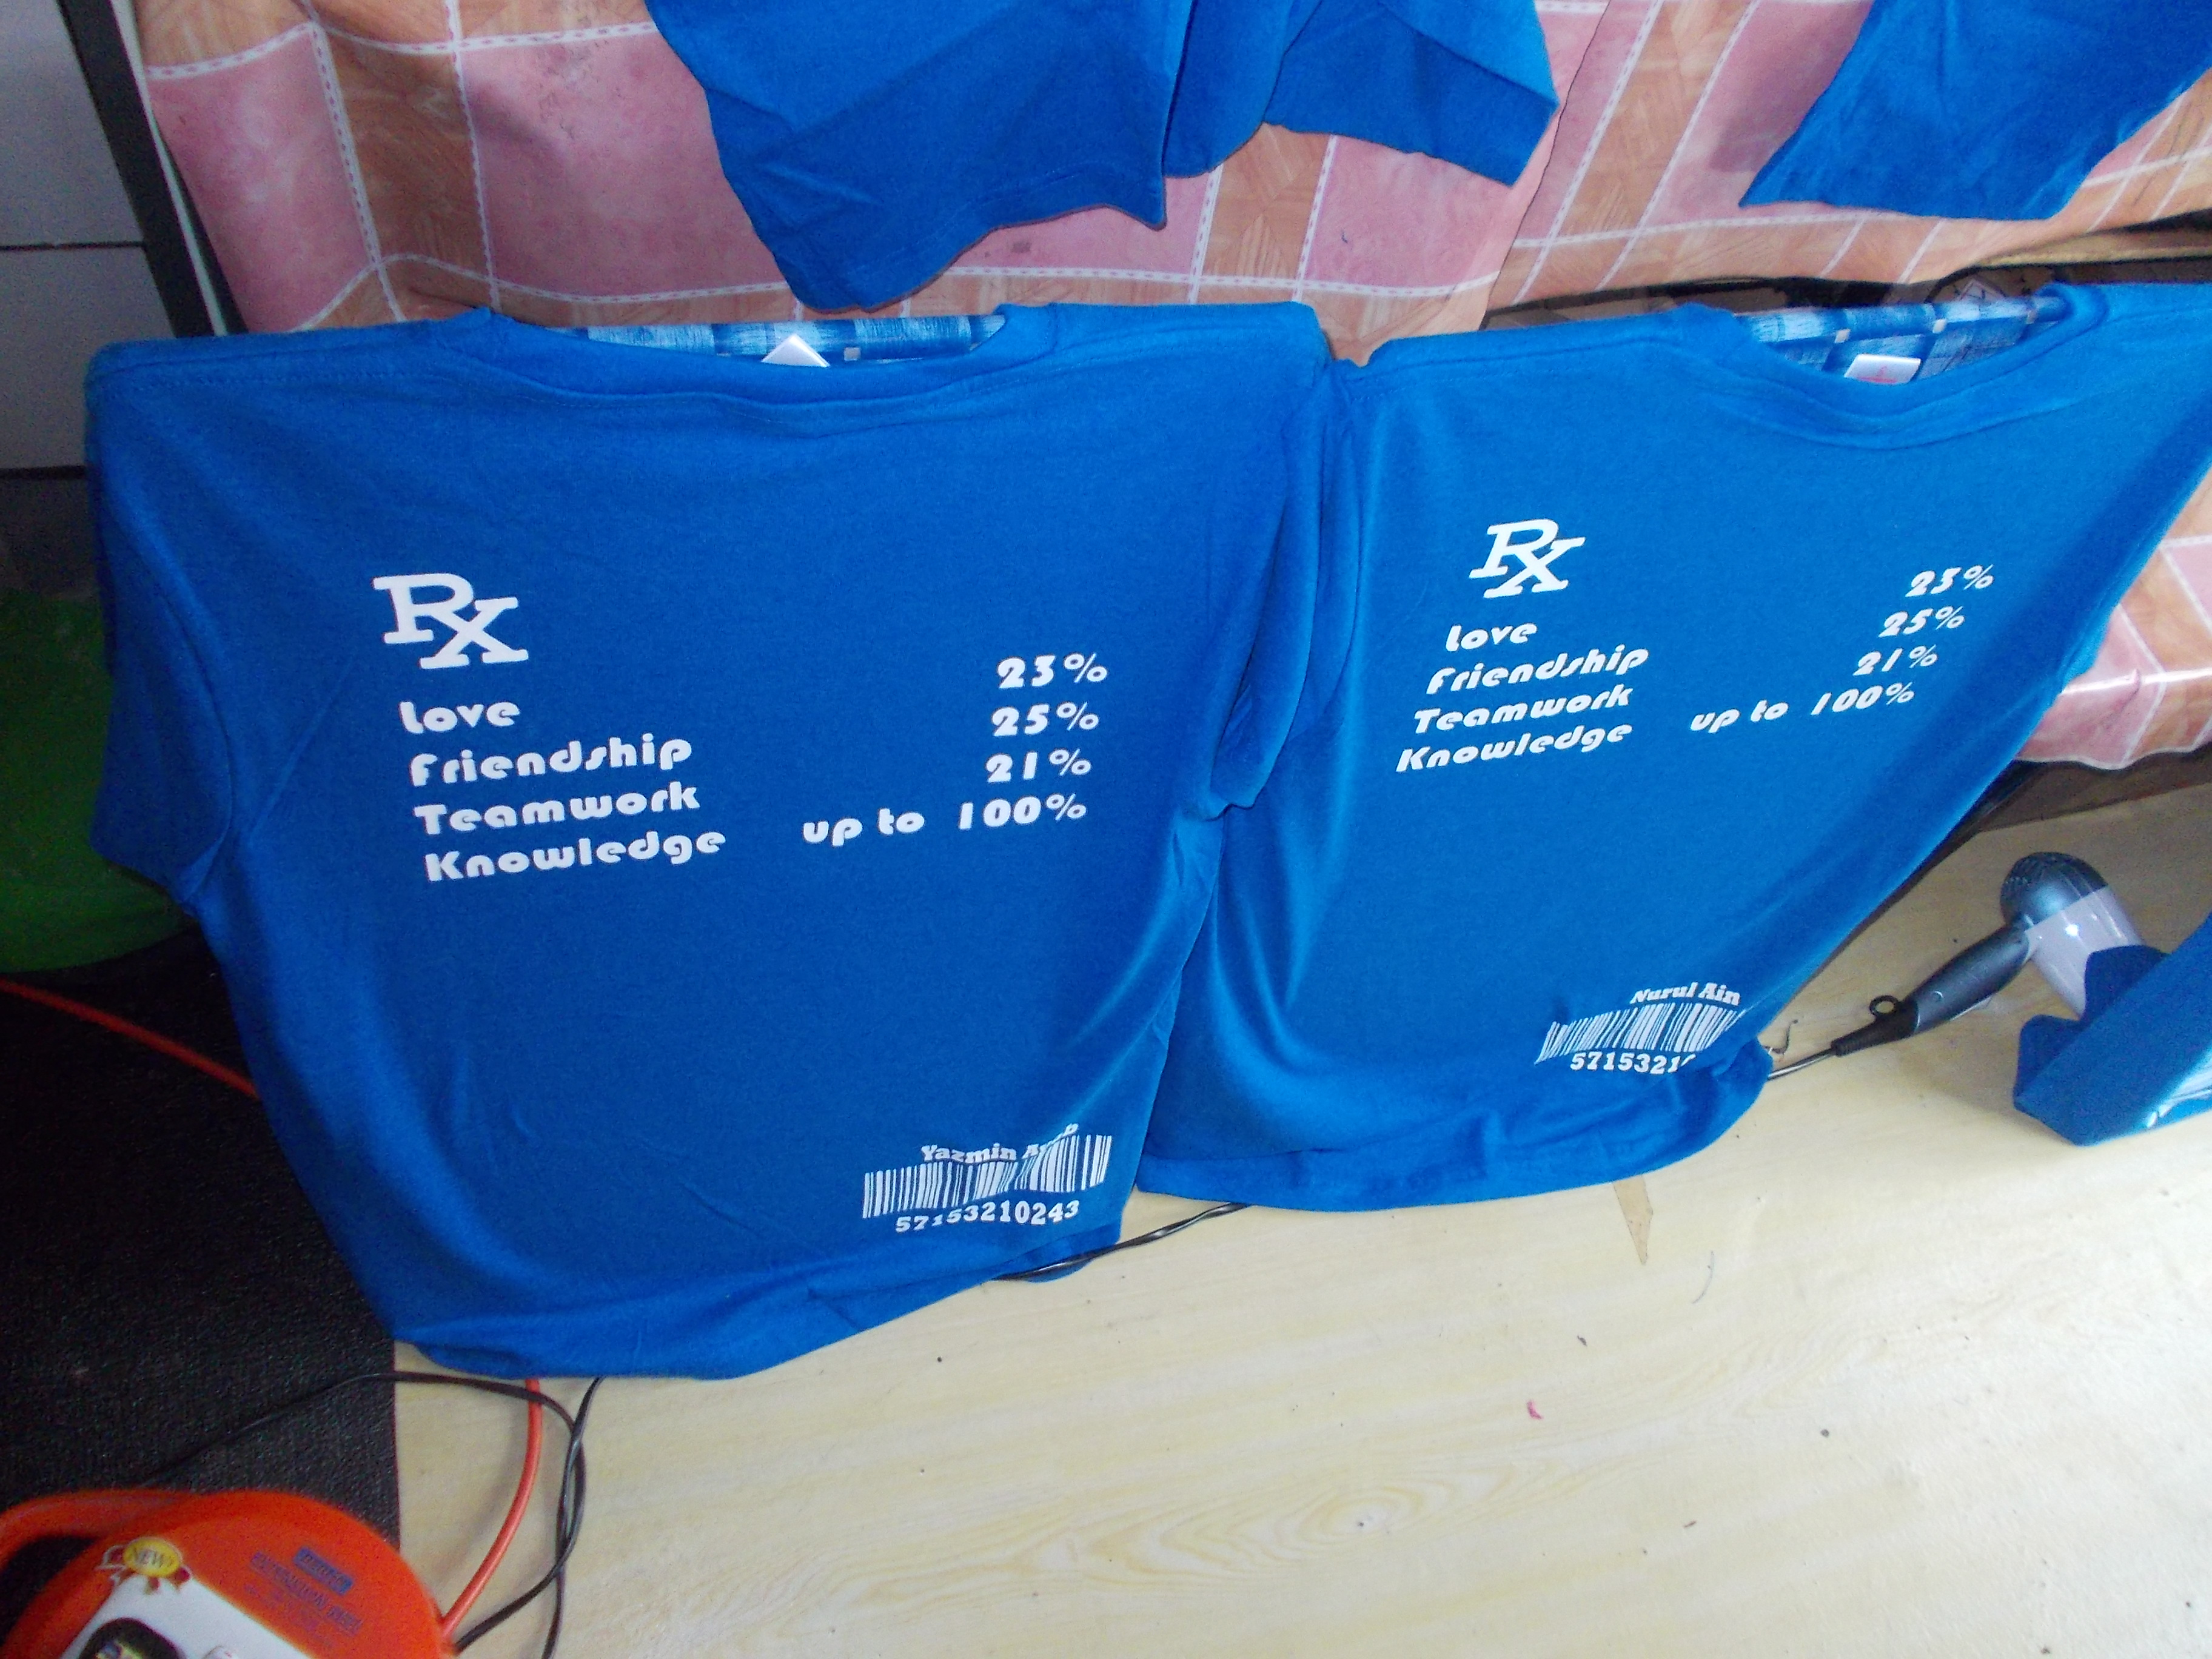 Rx
Love 23%
Friendship 25%
Teamwork 21%
Knowledge up to 100%
Yazmin
57153210243
Rx
Love 23%
Friendship 25%
Teamwork 21%
Knowledge up to 100%
Nurul Ain
5715321
NEW!